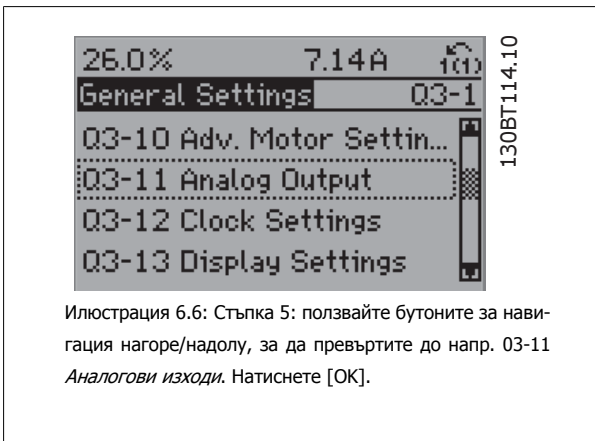 26.0% 7.14A 1(1)
General Settings Q3-1
Q3-10 Adv. Motor Settin...
Q3-11 Analog Output
Q3-12 Clock Settings
Q3-13 Display Settings
130BT114.10
Илюстрация 6.6: Стъпка 5: ползвайте бутоните за нави-
гация нагоре/надолу, за да превъртите до напр. 03-11
Аналогови изходи. Натиснете [OK].